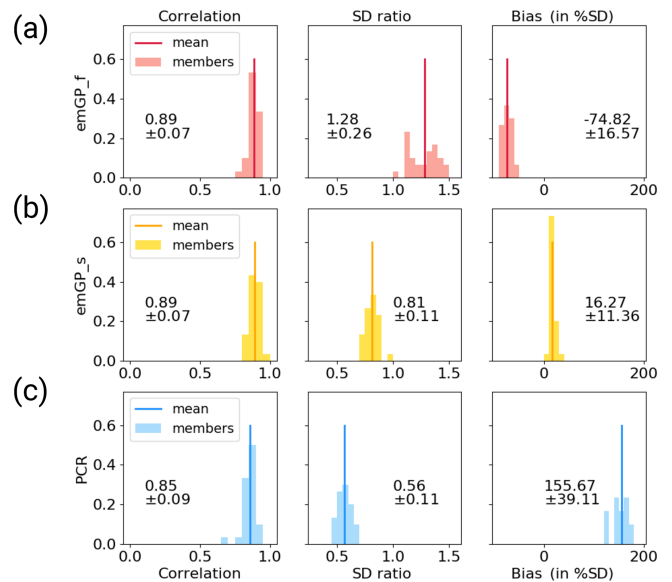 Correlation SD ratio Bias (in %SD)
(a)
emGP_f
0.6
0.4
0.2
0.0
mean
members
0.89
±0.07
1.28
±0.26
-74.82
±16.57
0.0 0.5 1.0 0.5 1.0 1.5 0 200
(b)
emGP_s
0.6
0.4
0.2
0.0
mean
members
0.89
±0.07
0.81
±0.11
16.27
±11.36
0.0 0.5 1.0 0.5 1.0 1.5 0 200
(c)
PCR
0.6
0.4
0.2
0.0
mean
members
0.85
±0.09
0.56
±0.11
155.67
±39.11
0.0 0.5 1.0 0.5 1.0 1.5 0 200
Correlation SD ratio Bias (in %SD)